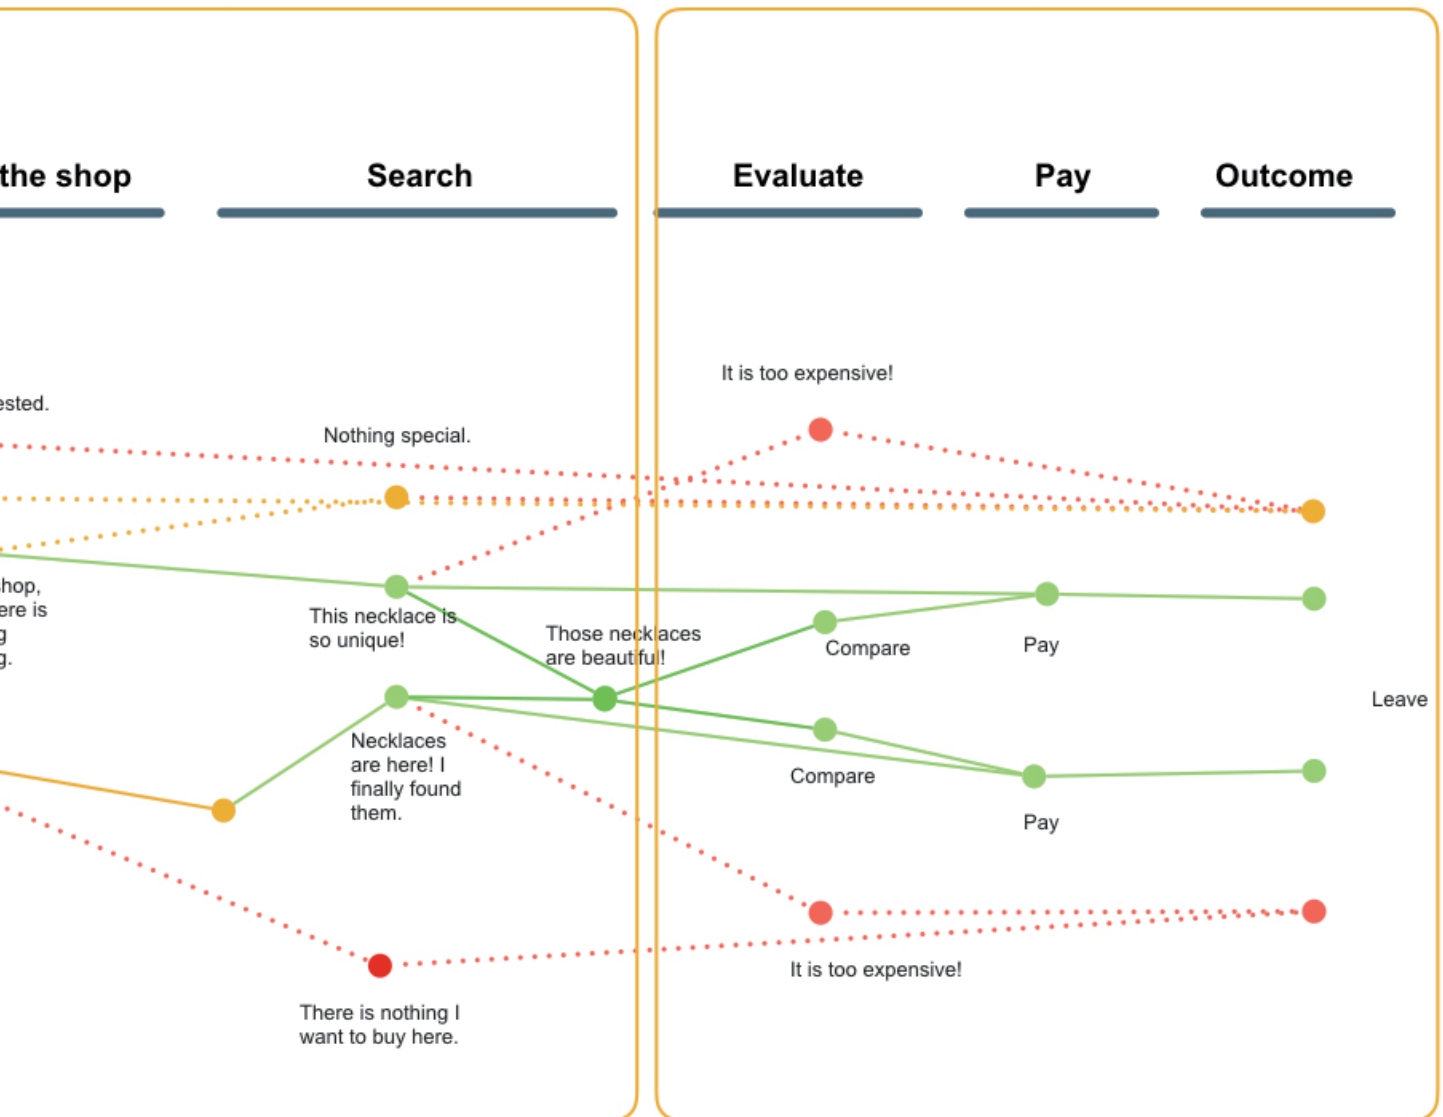 the shop
Search
Evaluate
Pay
Outcome
It is too expensive!
ested.
Nothing special.
shop,
ere is
g
g.
This necklace is
so unique!
Those necklaces
are beautiful!
Compare
Pay
Leave
Necklaces
are here! I
finally found
them.
Compare
Pay
It is too expensive!
There is nothing I
want to buy here.